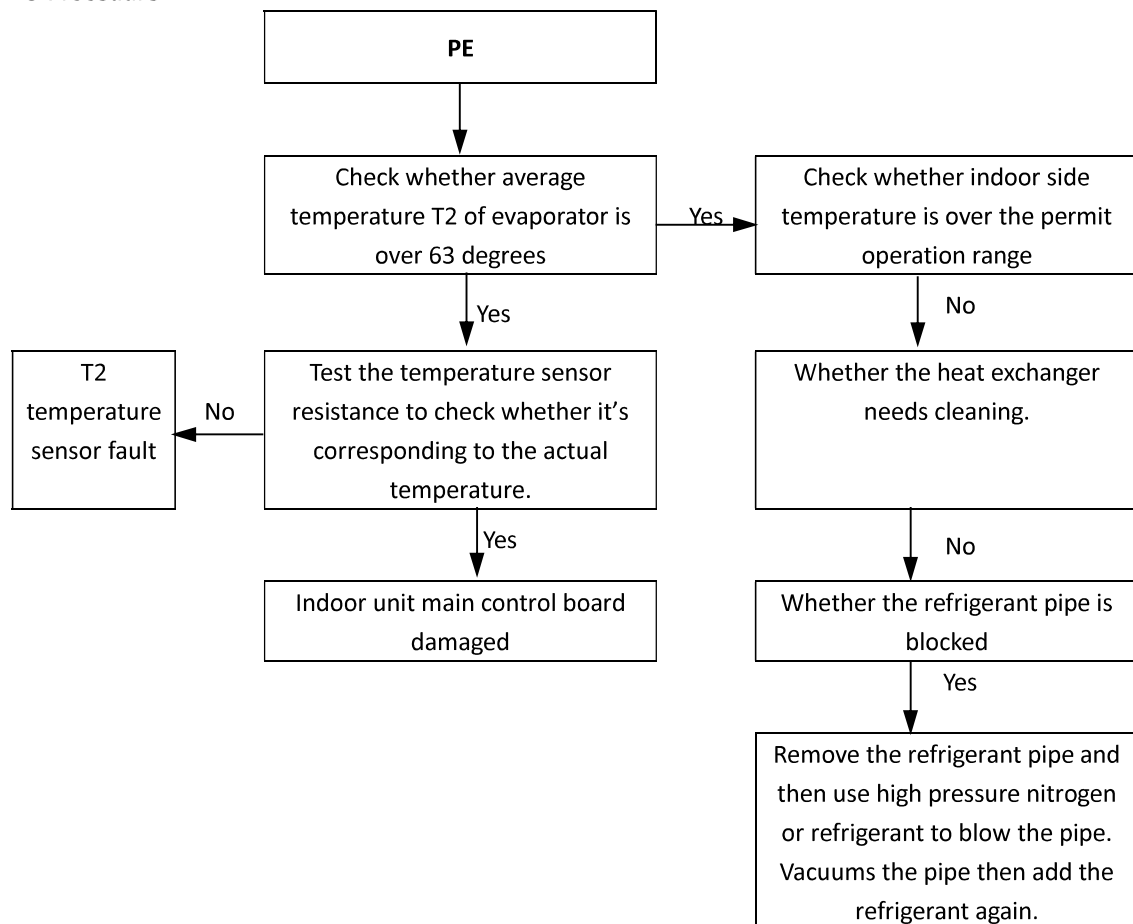 PE
Check whether average
temperature T2 of evaporator is
over 63 degrees
Yes
Check whether indoor side
temperature is over the permit
operation range
Yes
No
T2
temperature
sensor fault
No
Test the temperature sensor
resistance to check whether it's
corresponding to the actual
temperature.
Whether the heat exchanger
needs cleaning.
Yes
No
Indoor unit main control board
damaged
Whether the refrigerant pipe is
blocked
Yes
Remove the refrigerant pipe and
then use high pressure nitrogen
or refrigerant to blow the pipe.
Vacuums the pipe then add the
refrigerant again.